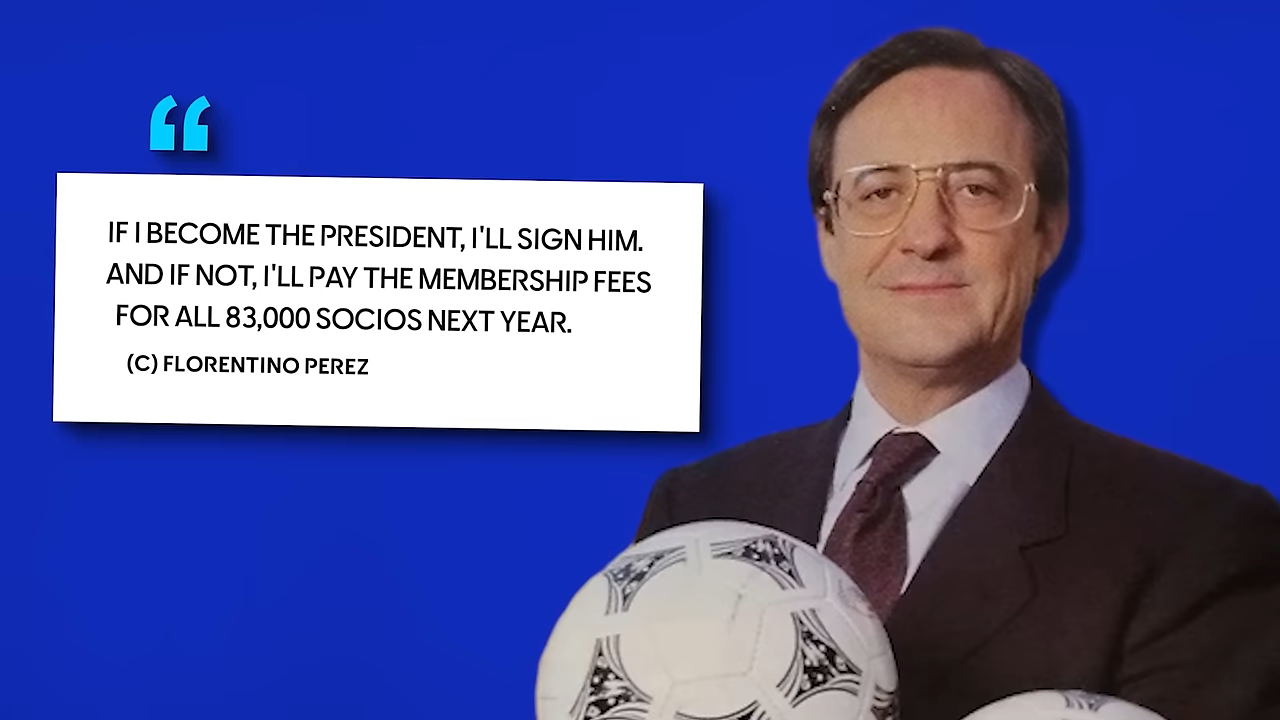 IF I BECOME THE PRESIDENT, I'LL SIGN HIM.
AND IF NOT, I'LL PAY THE MEMBERSHIP FEES
FOR ALL 83,000 SOCIOS NEXT YEAR.
(C) FLORENTINO PEREZ